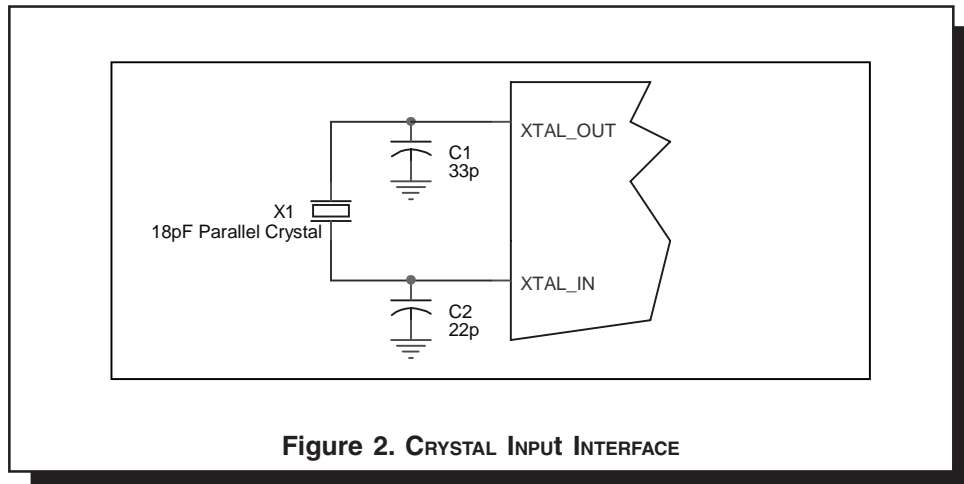 XTAL_OUT
C1
33p
X1
18pF Parallel Crystal
XTAL_IN
C2
22p
Figure 2. CRYSTAL INPUT INTERFACE